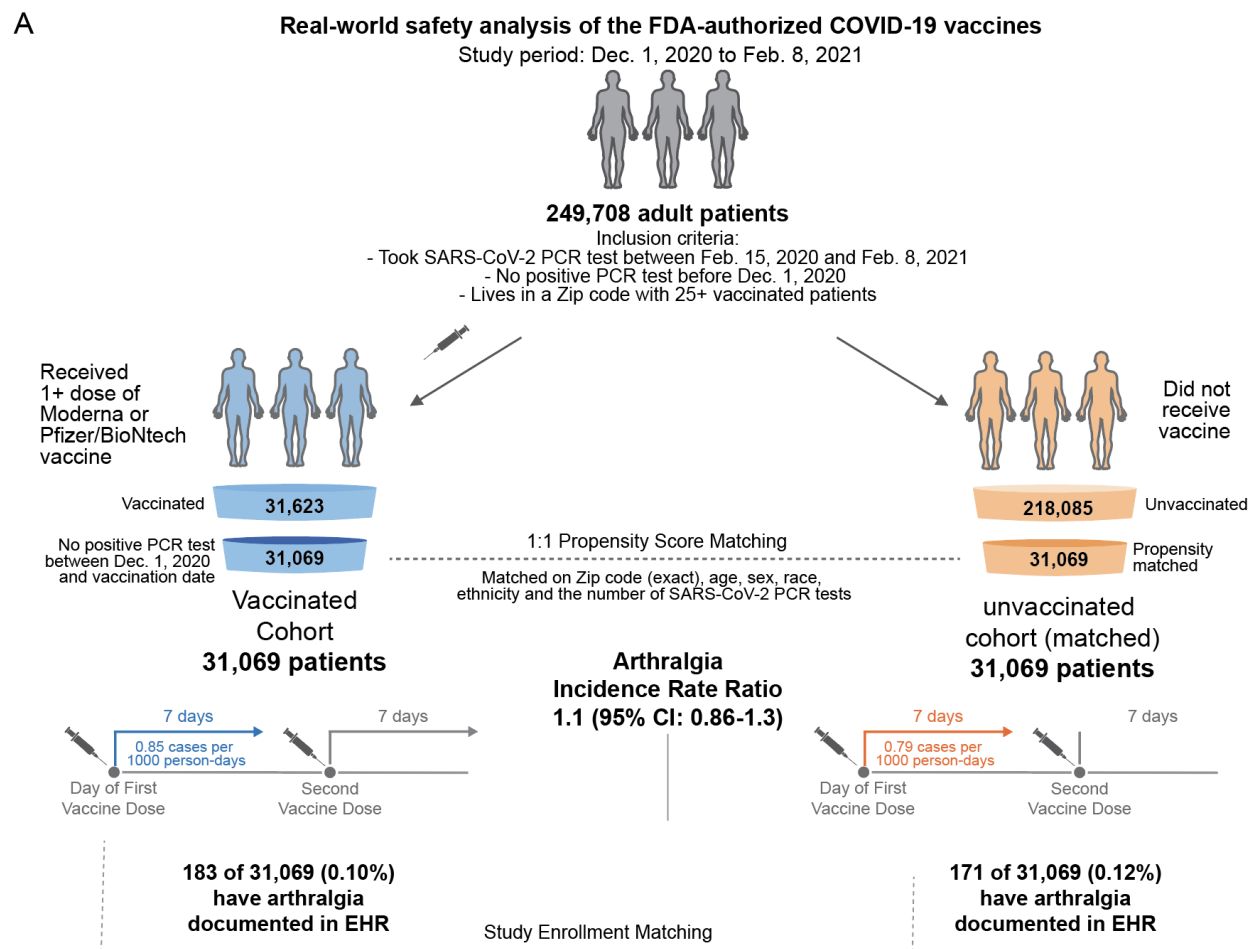 A
Real-world safety analysis of the FDA-authorized COVID-19 vaccines
Study period: Dec. 1, 2020 to Feb. 8, 2021
249,708 adult patients
Inclusion criteria:
- Took SARS-CoV-2 PCR test between Feb. 15, 2020 and Feb. 8, 2021
- No positive PCR test before Dec. 1, 2020
- Lives in a Zip code with 25+ vaccinated patients
Received
1+ dose of
Moderna or
Pfizer/BioNtech
vaccine
Did not
receive
vaccine
Vaccinated
31,623
218,085
Unvaccinated
No positive PCR test
between Dec. 1, 2020
and vaccination date
31,069
1:1 Propensity Score Matching
Matched on Zip code (exact), age, sex, race,
ethnicity and the number of SARS-CoV-2 PCR tests
31,069
Propensity
matched
Vaccinated
Cohort
31,069 patients
unvaccinated
cohort (matched)
31,069 patients
Arthralgia
Incidence Rate Ratio
1.1 (95% CI: 0.86-1.3)
7 days
0.85 cases per
1000 person-days
7 days
Day of First
Vaccine Dose
Second
Vaccine Dose
7 days
0.79 cases per
1000 person-days
7 days
Day of First
Vaccine Dose
Second
Vaccine Dose
183 of 31,069 (0.10%)
have arthralgia
documented in EHR
171 of 31,069 (0.12%)
have arthralgia
documented in EHR
Study Enrollment Matching